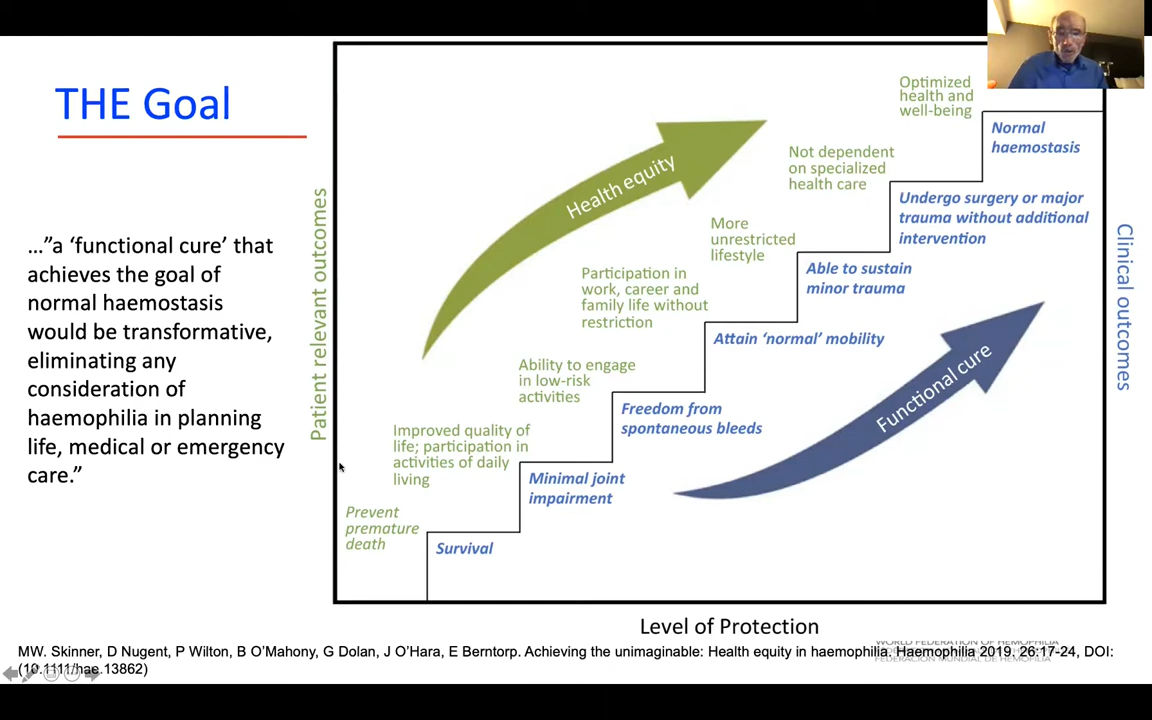 THE Goal
…”a ‘functional cure’ that
achieves the goal of
normal haemostasis
would be transformative,
eliminating any
consideration of
haemophilia in planning
life, medical or emergency
care.”
Patient relevant outcomes
Health equity
Optimized
health and
well-being
Not dependent
on specialized
health care
More
unrestricted
lifestyle
Participation in
work, career and
family life without
restriction
Ability to engage
in low-risk
activities
Improved quality of
life; participation in
activities of daily
living
Prevent
premature
death
Normal
haemostasis
Undergo surgery or major
trauma without additional
intervention
Able to sustain
minor trauma
Attain ‘normal’ mobility
Freedom from
spontaneous bleeds
Minimal joint
impairment
Survival
Functional cure
Clinical outcomes
Level of Protection
WORLD FEDERATION OF HEMOPHILIA
FEDERACIÓN MUNDIAL DE HEMOFILIA
MW. Skinner, D Nugent, P Wilton, B O’Mahony, G Dolan, J O’Hara, E Berntorp. Achieving the unimaginable: Health equity in haemophilia. Haemophilia 2019. 26:17-24, DOI:
(10.1111/hae.13862)